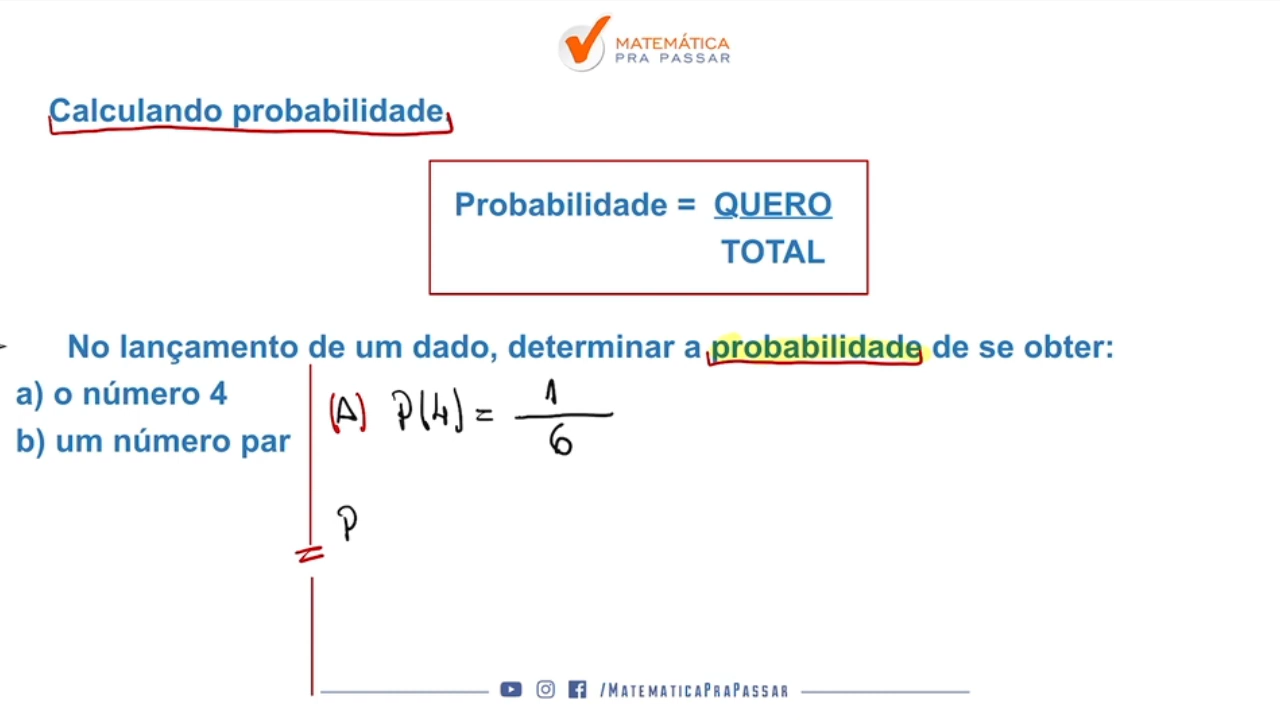 MATEMÁTICA
PRA PASSAR
Calculando probabilidade.
Probabilidade = QUERO
TOTAL
No lançamento de um dado, determinar a probabilidade de se obter:
a) o número 4
b) um número par
(A) P(4) = 1
6
P
=
/MATEMATICAPRAPASSAR